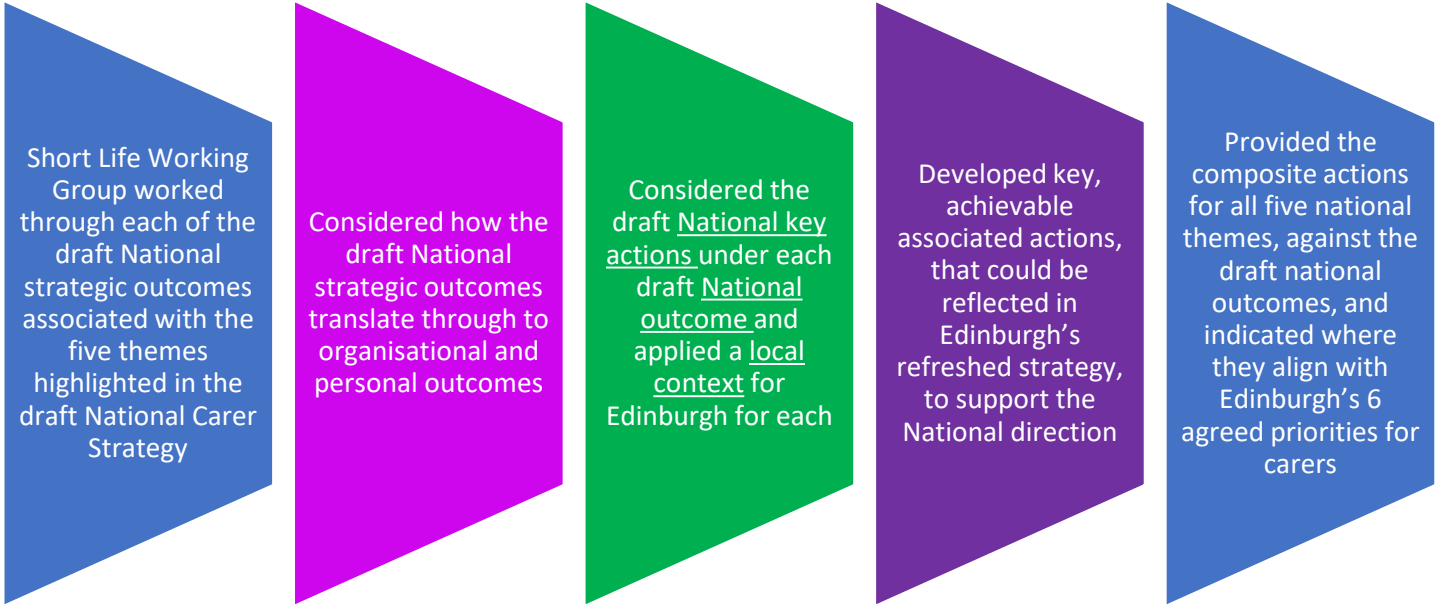 Short Life Working
Group worked
through each of the
draft National
strategic outcomes
associated with the
five themes
highlighted in the
draft National Carer
Strategy
Considered how the
draft National
strategic outcomes
translate through to
organisational and
personal outcomes
Considered the
draft National key
actions under each
draft National
outcome and
applied a local
context for
Edinburgh for each
Developed key,
achievable
associated actions,
that could be
reflected in
Edinburgh’s
refreshed strategy,
to support the
National direction
Provided the
composite actions
for all five national
themes, against the
draft national
outcomes, and
indicated where
they align with
Edinburgh’s 6
agreed priorities for
carers